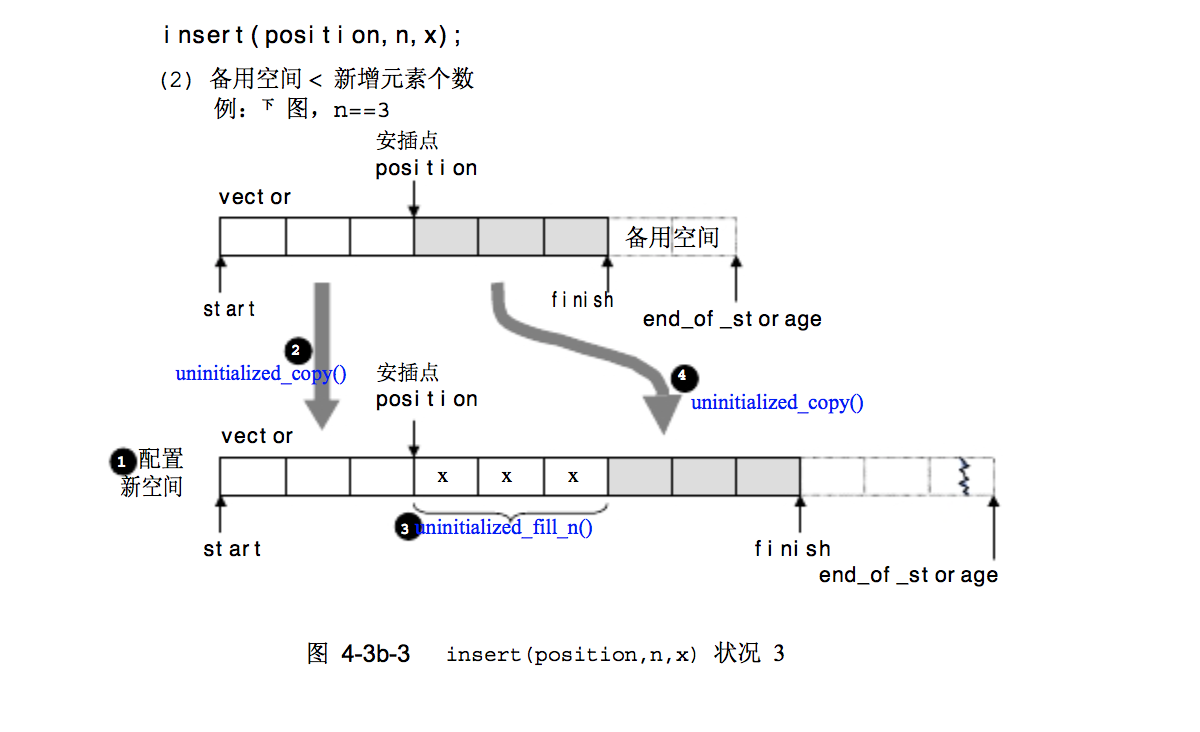 insert(position,n,x);
(2) 备用空间 < 新增元素个数
例：下图，n==3
安插点
position
vector
备用空间
start
finish
end_of_storage
2
uninitialized_copy()
安插点
position
4
uninitialized_copy()
vector
1 配置
新空间
x x x
3 uninitialized_fill_n()
start
finish
end_of_storage
图 4-3b-3 insert(position,n,x) 状况 3